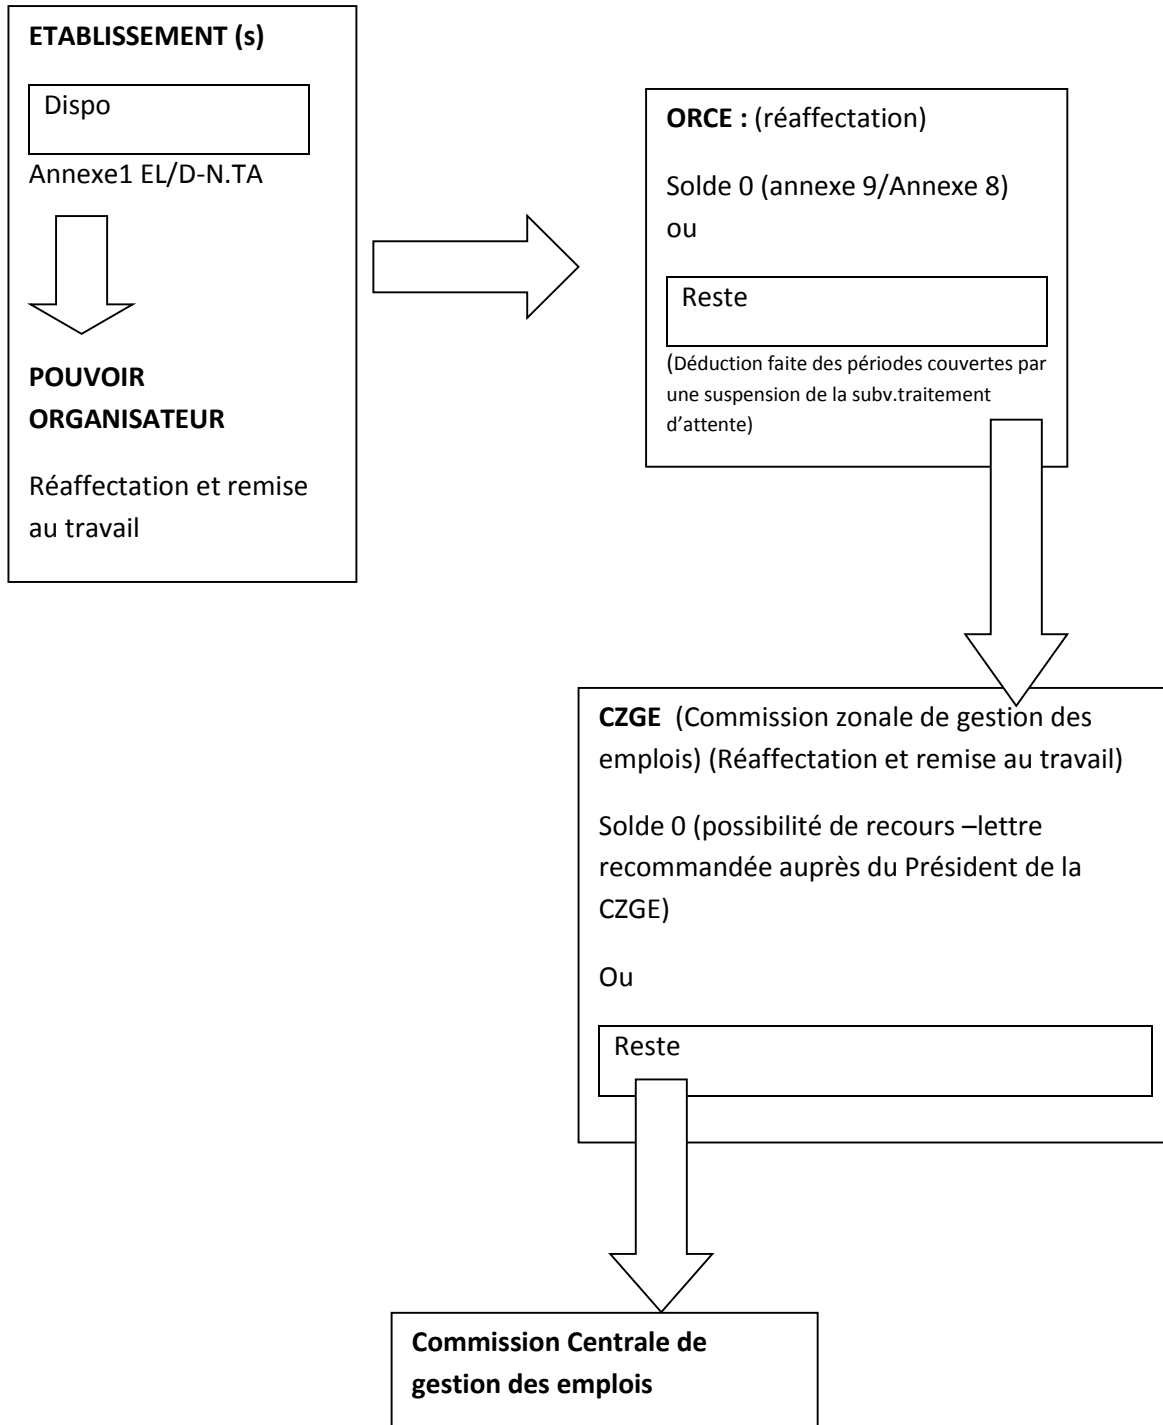 ETABLISSEMENT (s)
Dispo
Annexe1 EL/D-N.TA
POUVOIR
ORGANISATEUR
Réaffectation et remise
au travail
ORCE : (réaffectation)
Solde 0 (annexe 9/Annexe 8)
ou
Reste
(Déduction faite des périodes couvertes par
une suspension de la subv.traitement
d’attente)
CZGE (Commission zonale de gestion des
emplois) (Réaffectation et remise au travail)
Solde 0 (possibilité de recours –lettre
recommandée auprès du Président de la
CZGE)
Ou
Reste
Commission Centrale de
gestion des emplois